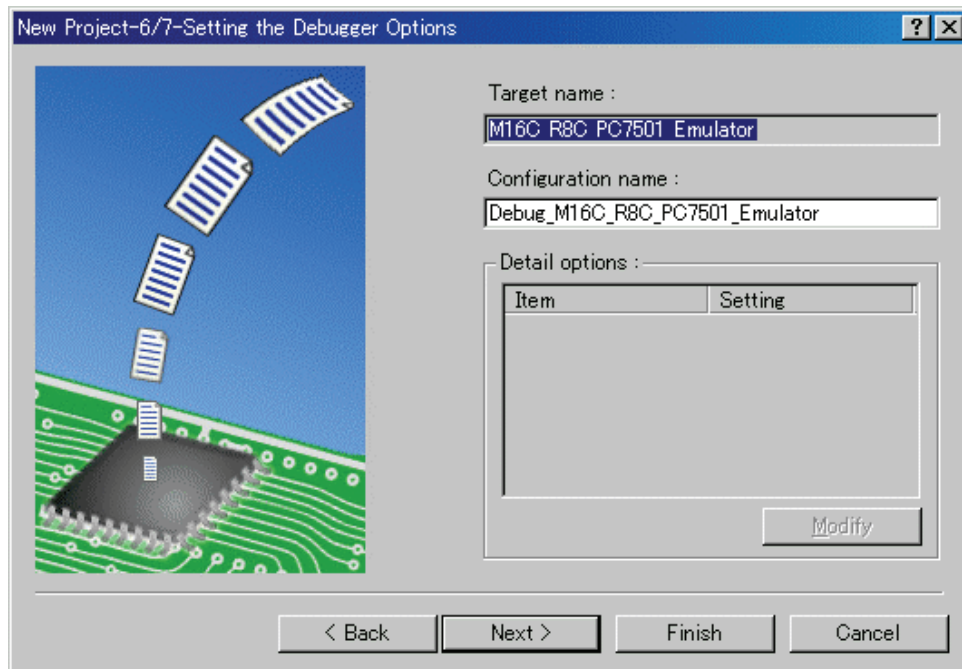 New Project-6/7-Setting the Debugger Options
Target name :
M16C R8C PC7501 Emulator
Configuration name :
Debug_M16C_R8C_PC7501_Emulator
Detail options :
Item Setting
Modify
< Back Next > Finish Cancel